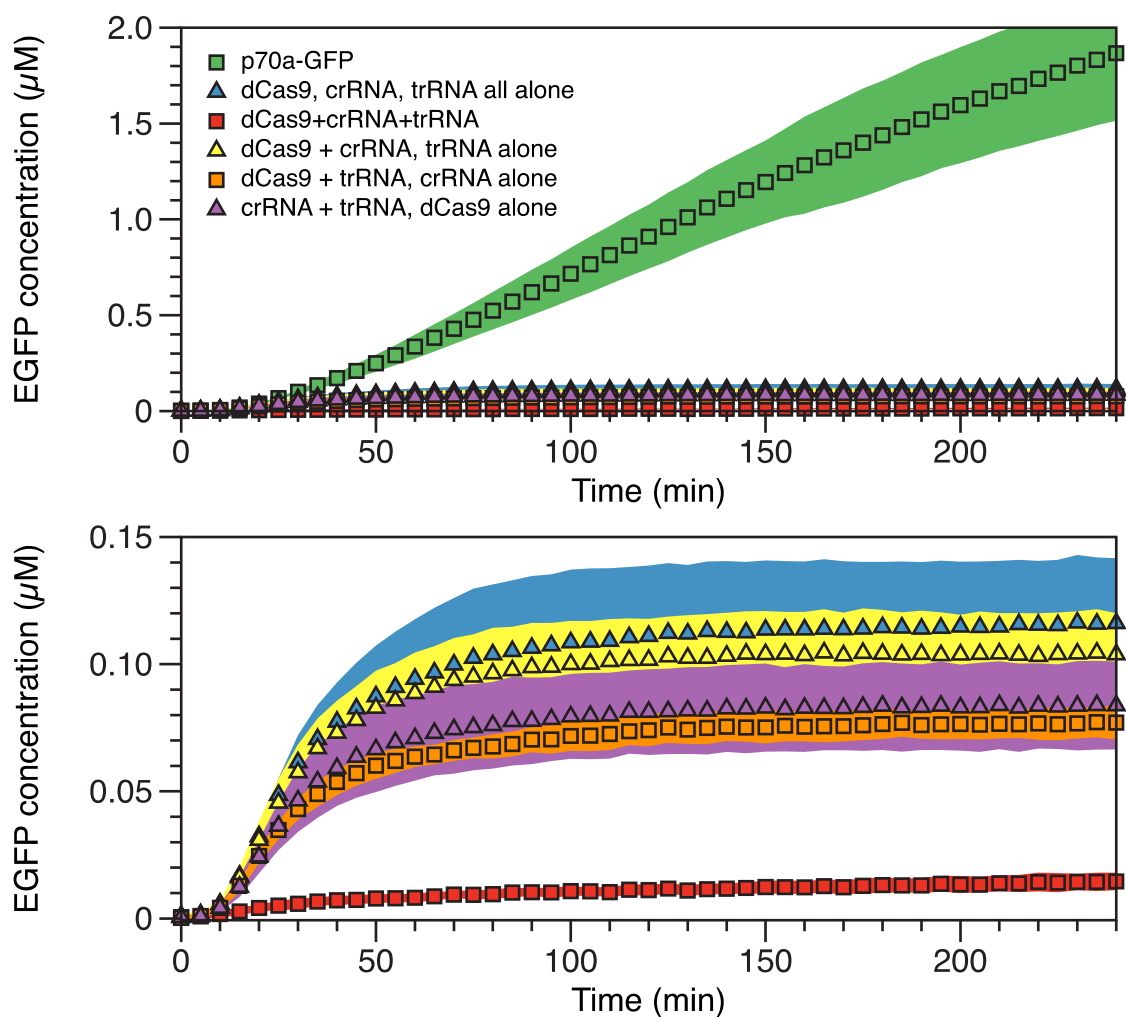 2.0
1.5
1.0
0.5
0
EGFP concentration (µM)
p70a-GFP
dCas9, crRNA, trRNA all alone
dCas9+crRNA+trRNA
dCas9 + crRNA, trRNA alone
dCas9 + trRNA, crRNA alone
crRNA + trRNA, dCas9 alone
0 50 100 150 200
Time (min)
0.15
0.10
0.05
0
EGFP concentration (µM)
0 50 100 150 200
Time (min)